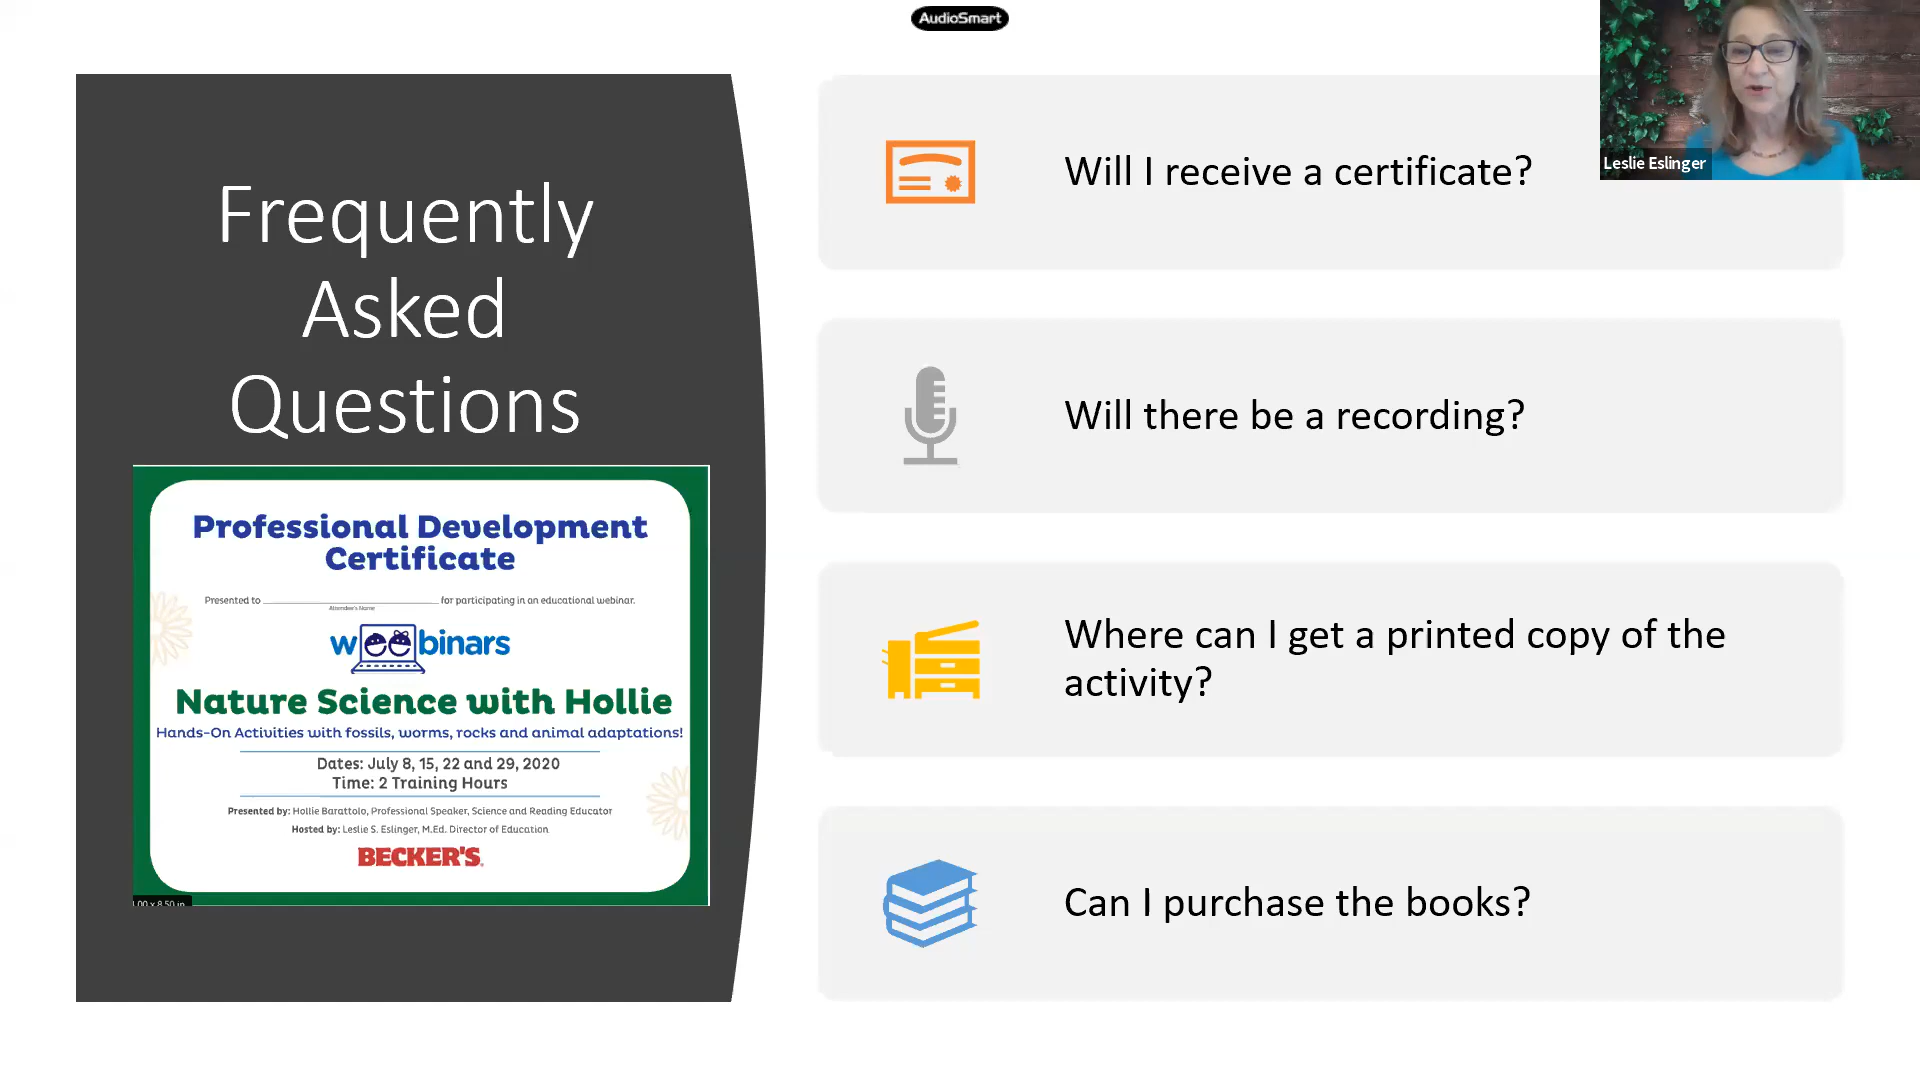 AudioSmart
Leslie Eslinger
Frequently
Asked
Questions
Professional Development
Certificate
Presented to ______ for participating in an educational webinar.
Attendee's Name
weebinars
Nature Science with Hollie
Hands-On Activities with fossils, worms, rocks and animal adaptations!
Dates: July 8, 15, 22 and 29, 2020
Time: 2 Training Hours
Presented by: Hollie Barattolo, Professional Speaker, Science and Reading Educator
Hosted by: Leslie S. Eslinger, M.Ed. Director of Education
BECKER'S
Will I receive a certificate?
Will there be a recording?
Where can I get a printed copy of the
activity?
Can I purchase the books?